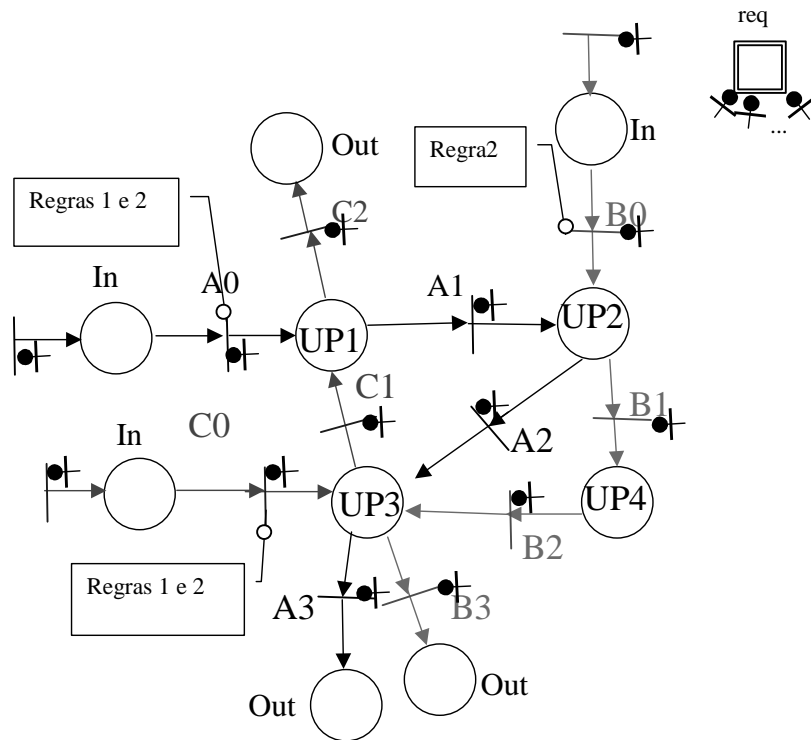 req
...
In
Out
Regra2
Regras 1 e 2
C2
B0
In
A0
A1
UP1
UP2
C1
B1
C0
In
A2
UP3
UP4
B2
Regras 1 e 2
A3
B3
Out
Out